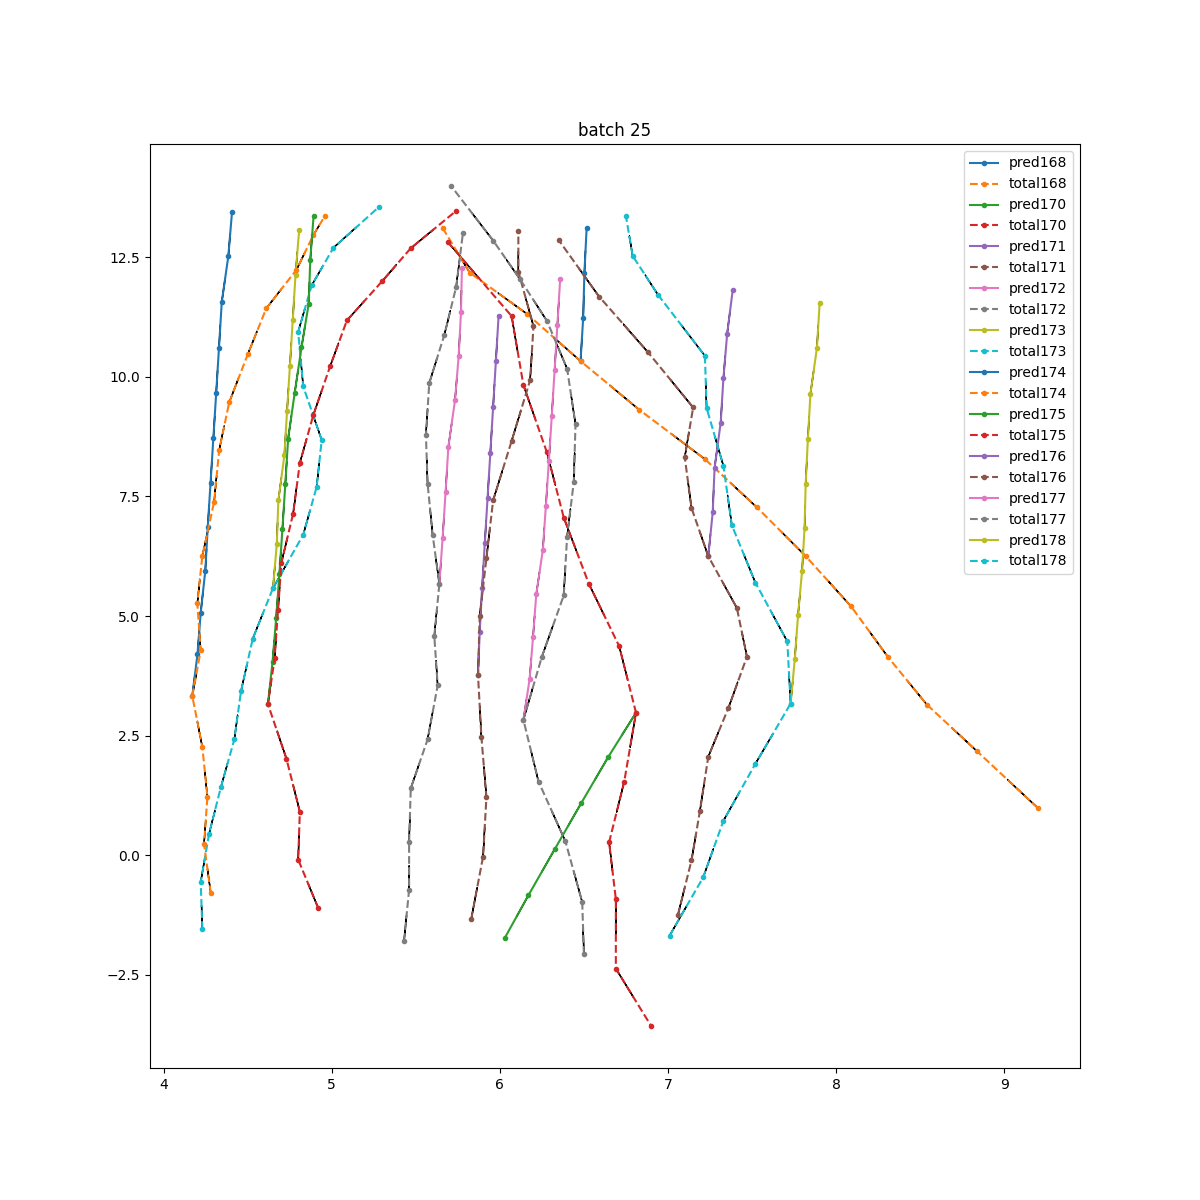 batch 25
pred168
total168
pred170
total170
pred171
total171
pred172
total172
pred173
total173
pred174
total174
pred175
total175
pred176
total176
pred177
total177
pred178
total178
12.5
10.0
7.5
5.0
2.5
0.0
−2.5
4 5 6 7 8 9